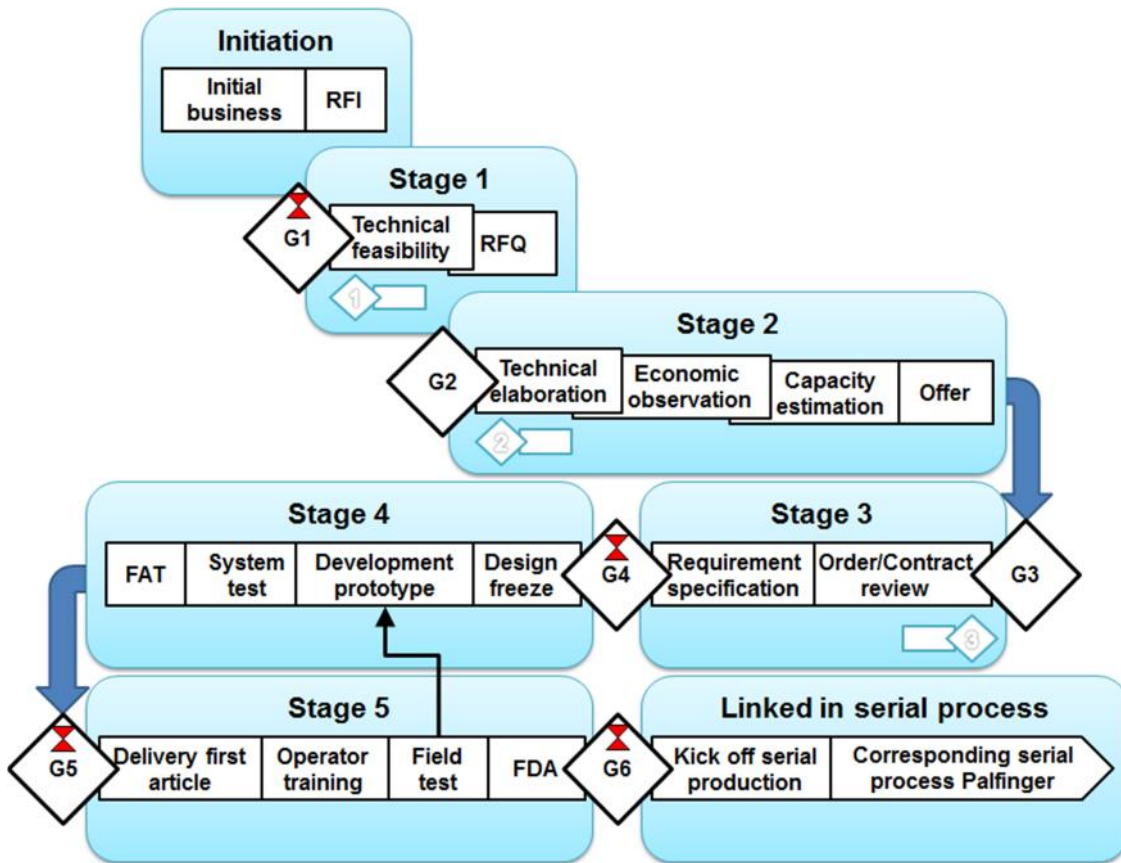 Initiation
Initial
business
RFI
Stage 1
G1
Technical
feasibility
RFQ
1
Stage 2
G2
Technical
elaboration
Economic
observation
Capacity
estimation
Offer
2
Stage 3
G3
Order/Contract
review
Requirement
specification
3
Stage 4
G4
Design
freeze
Development
prototype
System
test
FAT
Stage 5
G5
Delivery first
article
Operator
training
Field
test
FDA
Linked in serial process
G6
Kick off serial
production
Corresponding serial
process Palfinger